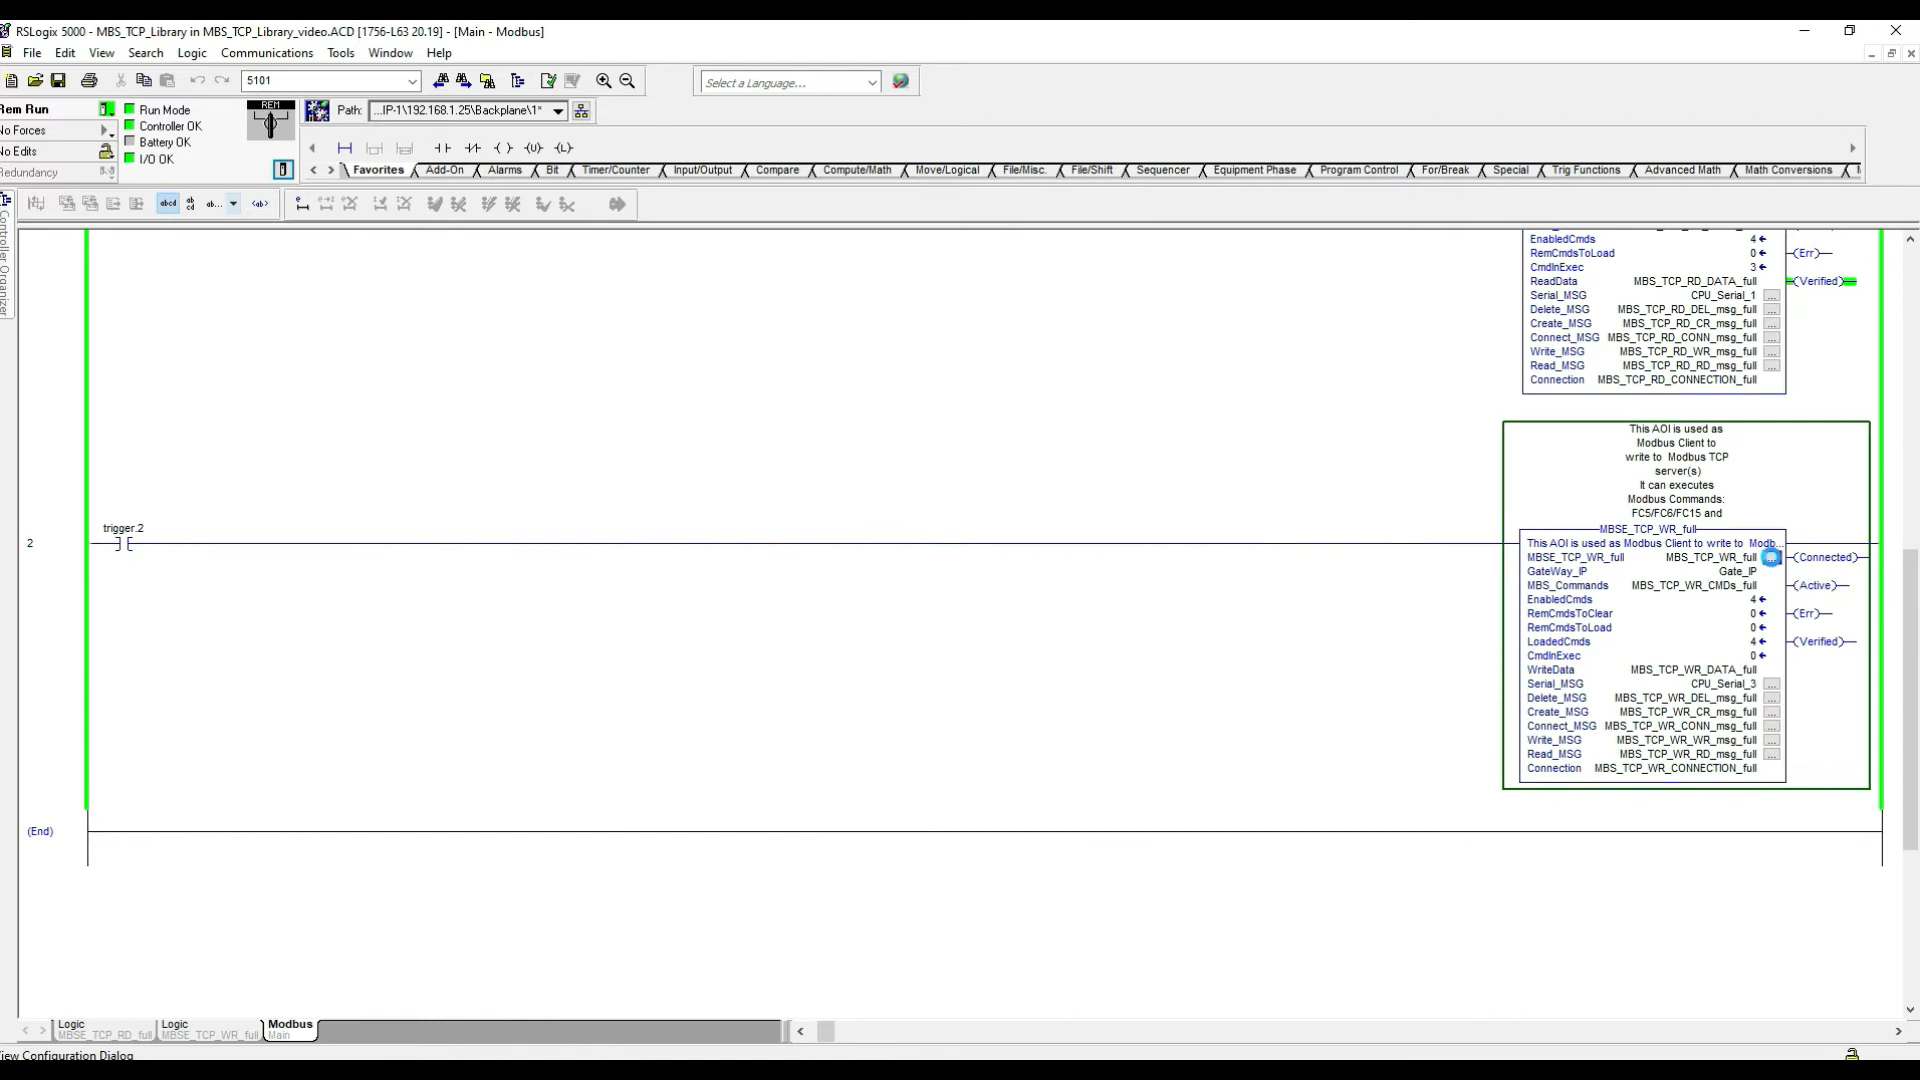 RSLogix 5000 - MBS_TCP_Library in MBS_TCP_Library_video.ACD [1756-L63 20.19] - [Main - Modbus]
File Edit View Search Logic Communications Tools Window Help
5101
Select a Language...
Rem Run
Run Mode
REM
Path: ...IP-1\192.168.1.25\Backplane\1*
No Forces
Controller OK
Battery OK
No Edits
I/O OK
Redundancy
Favorites Add-On Alarms Bit Timer/Counter Input/Output Compare Compute/Math Move/Logical File/Misc. File/Shift Sequencer Equipment Phase Program Control For/Break Special Trig Functions Advanced Math Math Conversions
Controller Organizer
EnabledCmds 4
RemCmdsToLoad 0 (Err)
CmdInExec 3
ReadData MBS_TCP_RD_DATA_full (Verified)
Serial_MSG CPU_Serial_1 ...
Delete_MSG MBS_TCP_RD_DEL_msg_full ...
Create_MSG MBS_TCP_RD_CR_msg_full ...
Connect_MSG MBS_TCP_RD_CONN_msg_full ...
Write_MSG MBS_TCP_RD_WR_msg_full ...
Read_MSG MBS_TCP_RD_RD_msg_full ...
Connection MBS_TCP_RD_CONNECTION_full
This AOI is used as
Modbus Client to
write to Modbus TCP
server(s)
It can executes
Modbus Commands:
FC5/FC6/FC15 and
trigger.2
2
MBSE_TCP_WR_full
This AOI is used as Modbus Client to write to Modb...
MBSE_TCP_WR_full MBS_TCP_WR_full (Connected)
GateWay_IP Gate_IP
MBS_Commands MBS_TCP_WR_CMDs_full (Active)
EnabledCmds 4
RemCmdsToClear 0 (Err)
RemCmdsToLoad 0
LoadedCmds 4 (Verified)
CmdInExec 0
WriteData MBS_TCP_WR_DATA_full
Serial_MSG CPU_Serial_3 ...
Delete_MSG MBS_TCP_WR_DEL_msg_full ...
Create_MSG MBS_TCP_WR_CR_msg_full ...
Connect_MSG MBS_TCP_WR_CONN_msg_full ...
Write_MSG MBS_TCP_WR_WR_msg_full ...
Read_MSG MBS_TCP_WR_RD_msg_full ...
Connection MBS_TCP_WR_CONNECTION_full
(End)
Logic Logic Modbus
MBSE_TCP_RD_full MBSE_TCP_WR_full Main
iew Configuration Dialog